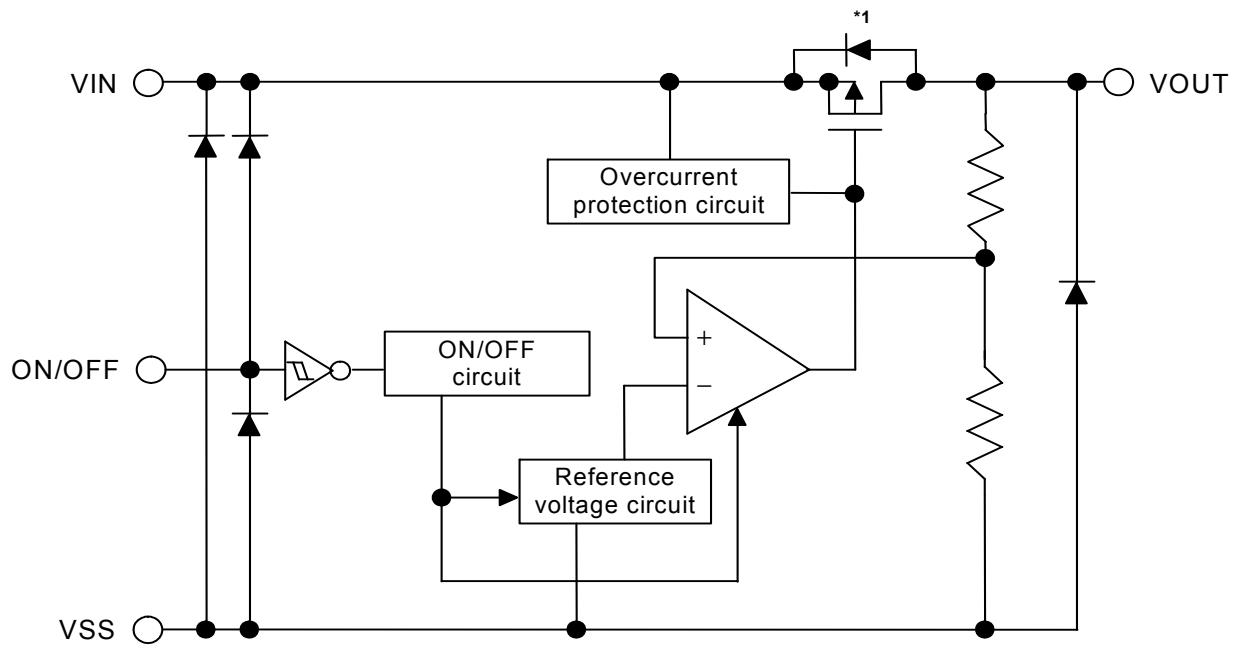 *1
VIN
VOUT
Overcurrent
protection circuit
ON/OFF
ON/OFF
circuit
+
−
Reference
voltage circuit
VSS